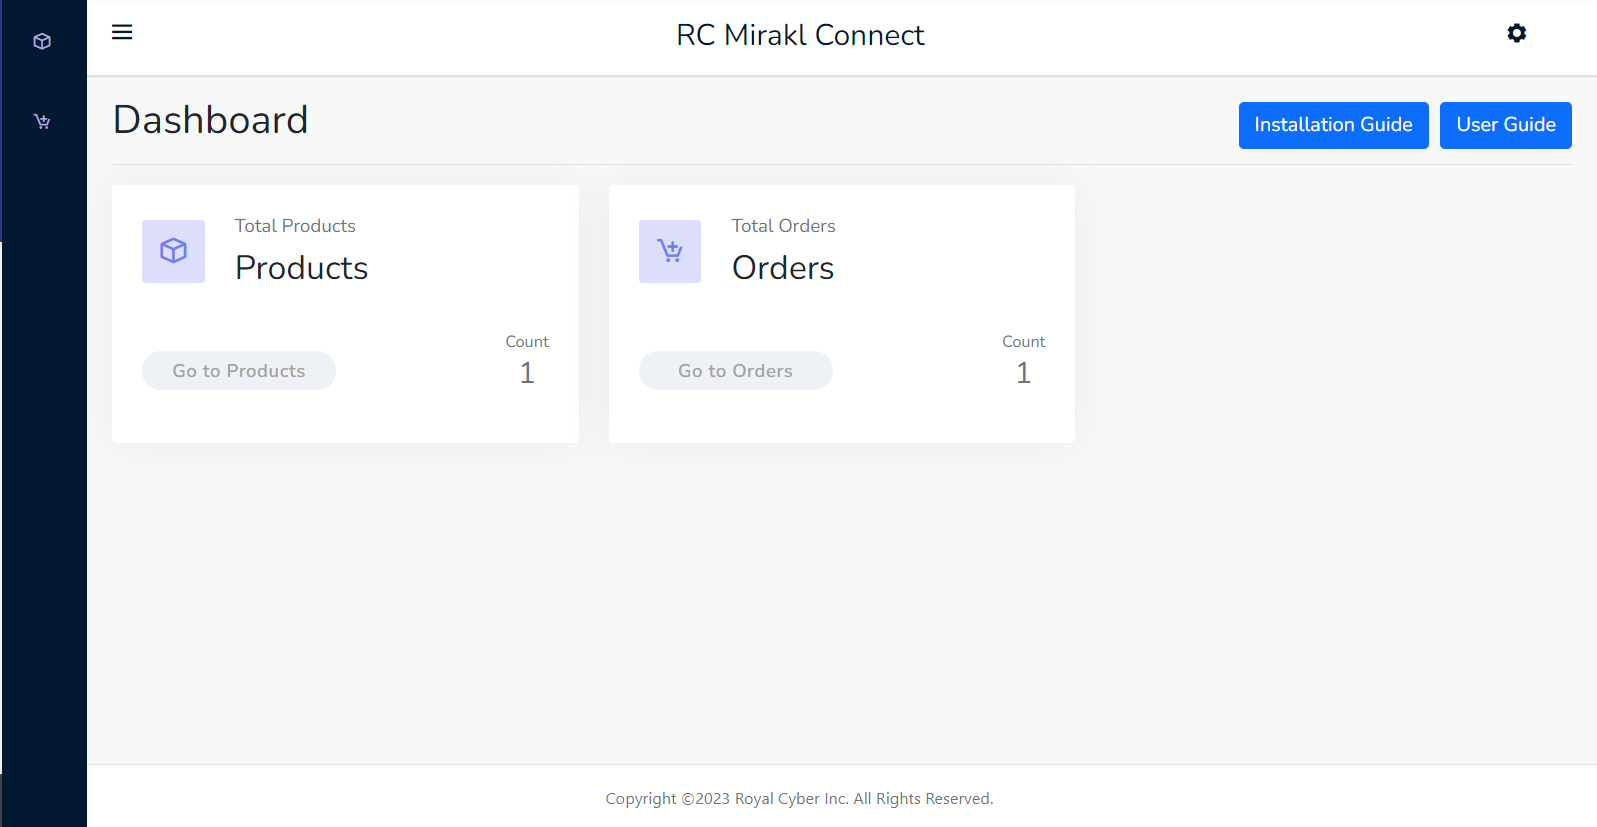 RC Mirakl Connect
Dashboard
Installation Guide
User Guide
Total Products
Products
Count
Go to Products
1
Total Orders
Orders
Count
Go to Orders
1
Copyright ©2023 Royal Cyber Inc. All Rights Reserved.